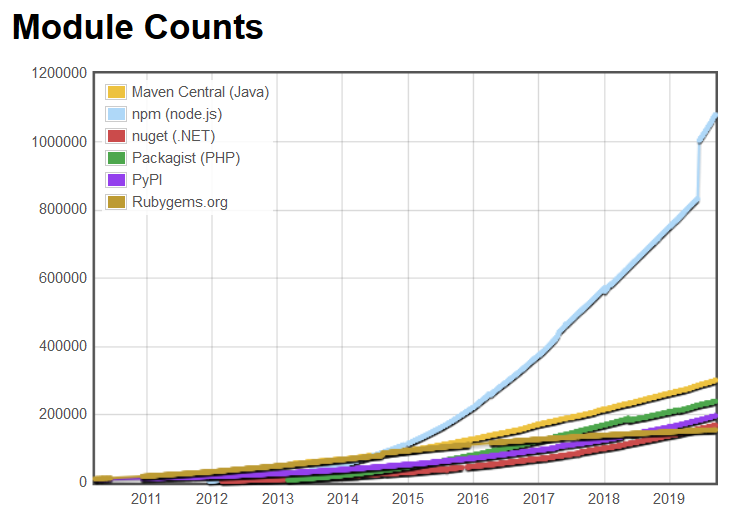 Module Counts
1200000
1000000
800000
600000
400000
200000
0
Maven Central (Java)
npm (node.js)
nuget (.NET)
Packagist (PHP)
PyPI
Rubygems.org
2011 2012 2013 2014 2015 2016 2017 2018 2019